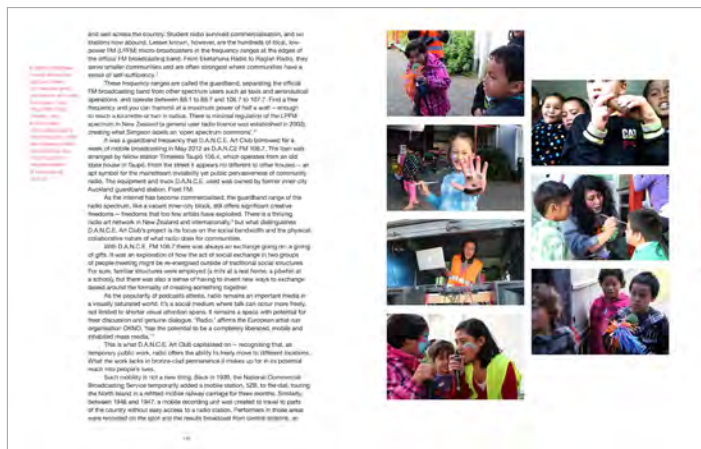 and sell across the country. Student radio survived commercialisation, and iwi
stations now abound. Lesser known, however, are the hundreds of local, low-
power FM (LPFM) micro-broadcasters in the frequency ranges at the edges of
the official FM broadcasting band. From Eketahuna Radio to Raglan Radio, they
serve smaller communities and are often strongest where communities have a
sense of self-sufficiency.
These frequency ranges are called the guardband, separating the official
FM broadcasting band from other spectrum users such as taxis and aeronautical
operations, and operate between 88.1 to 88.7 and 106.7 to 107.7. Find a free
frequency and you can transmit at a maximum power of half a watt – enough
to reach a kilometre or two in radius. There is minimal regulation of the LPFM
spectrum in New Zealand (a general user radio licence was established in 2002),
creating what Simpson labels an 'open spectrum commons'.
It was a guardband frequency that D.A.N.C.E. Art Club borrowed for a
week of mobile broadcasting in May 2012 as D.A.N.C.E FM 106.7. The loan was
arranged by fellow station Timeless Taupō 106.4, which operates from an old
state house in Taupō. From the street it appears no different to other houses – an
apt symbol for the mainstream invisibility yet public pervasiveness of community
radio. The equipment and truck D.A.N.C.E. used was owned by former inner-city
Auckland guardband station, Fleet FM.
As the internet has become commercialised, the guardband range of the
radio spectrum, like a vacant inner-city block, still offers significant creative
freedoms – freedoms that too few artists have exploited. There is a thriving
radio art network in New Zealand and internationally, but what distinguishes
D.A.N.C.E. Art Club's project is its focus on the social bandwidth and the physical
collaborative nature of what radio does for communities.
With D.A.N.C.E. FM 106.7 there was always an exchange going on: a giving
of gifts. It was an exploration of how the act of social exchange in two groups
of people meeting might be re-energised outside of traditional social structures.
For sure, familiar structures were employed (a mihi at a real home, a pōwhiri at
a school), but there was also a sense of having to invent new ways to exchange
based around the formality of creating something together.
As the popularity of podcasts attests, radio remains an important media in
a visually saturated world. It's a social medium where talk can occur more freely,
not limited to shorter visual attention spans. It remains a space with potential for
freer discussion and genuine dialogue. 'Radio,' affirms the European artist run
organisation OKNO, 'has the potential to be a completely liberated, mobile and
inhabited mass media.'
This is what D.A.N.C.E. Art Club capitalised on – recognising that, as
temporary public work, radio offers the ability to freely move to different locations.
What the work lacks in bronze-clad permanence it makes up for in its potential
reach into people's lives.
Such mobility is not a new thing. Back in 1938, the National Commercial
Broadcasting Service temporarily added a mobile station, 5ZB, to the dial, touring
the North Island in a refitted mobile railway carriage for three months. Similarly,
between 1946 and 1947, a mobile recording unit was created to travel to parts
of the country without easy access to a radio station. Performers in those areas
were recorded on the spot and the results broadcast from central stations, as